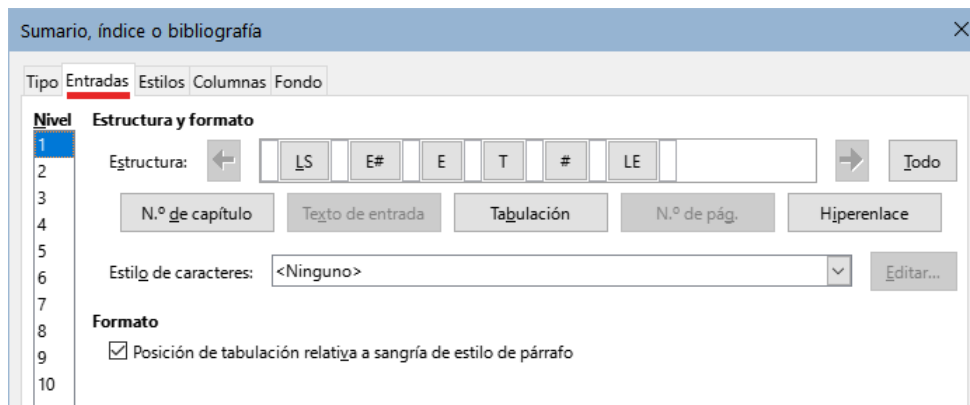 Sumario, índice o bibliografía
Tipo Entradas Estilos Columnas Fondo
Nivel
Estructura y formato
1
2
3
4
5
6
7
8
9
10
Estructura: LS E# E T # LE Todo
N.º de capítulo Texto de entrada Tabulación N.º de pág. Hiperenlace
Estilo de caracteres: <Ninguno> Editar...
Formato
Posición de tabulación relativa a sangría de estilo de párrafo